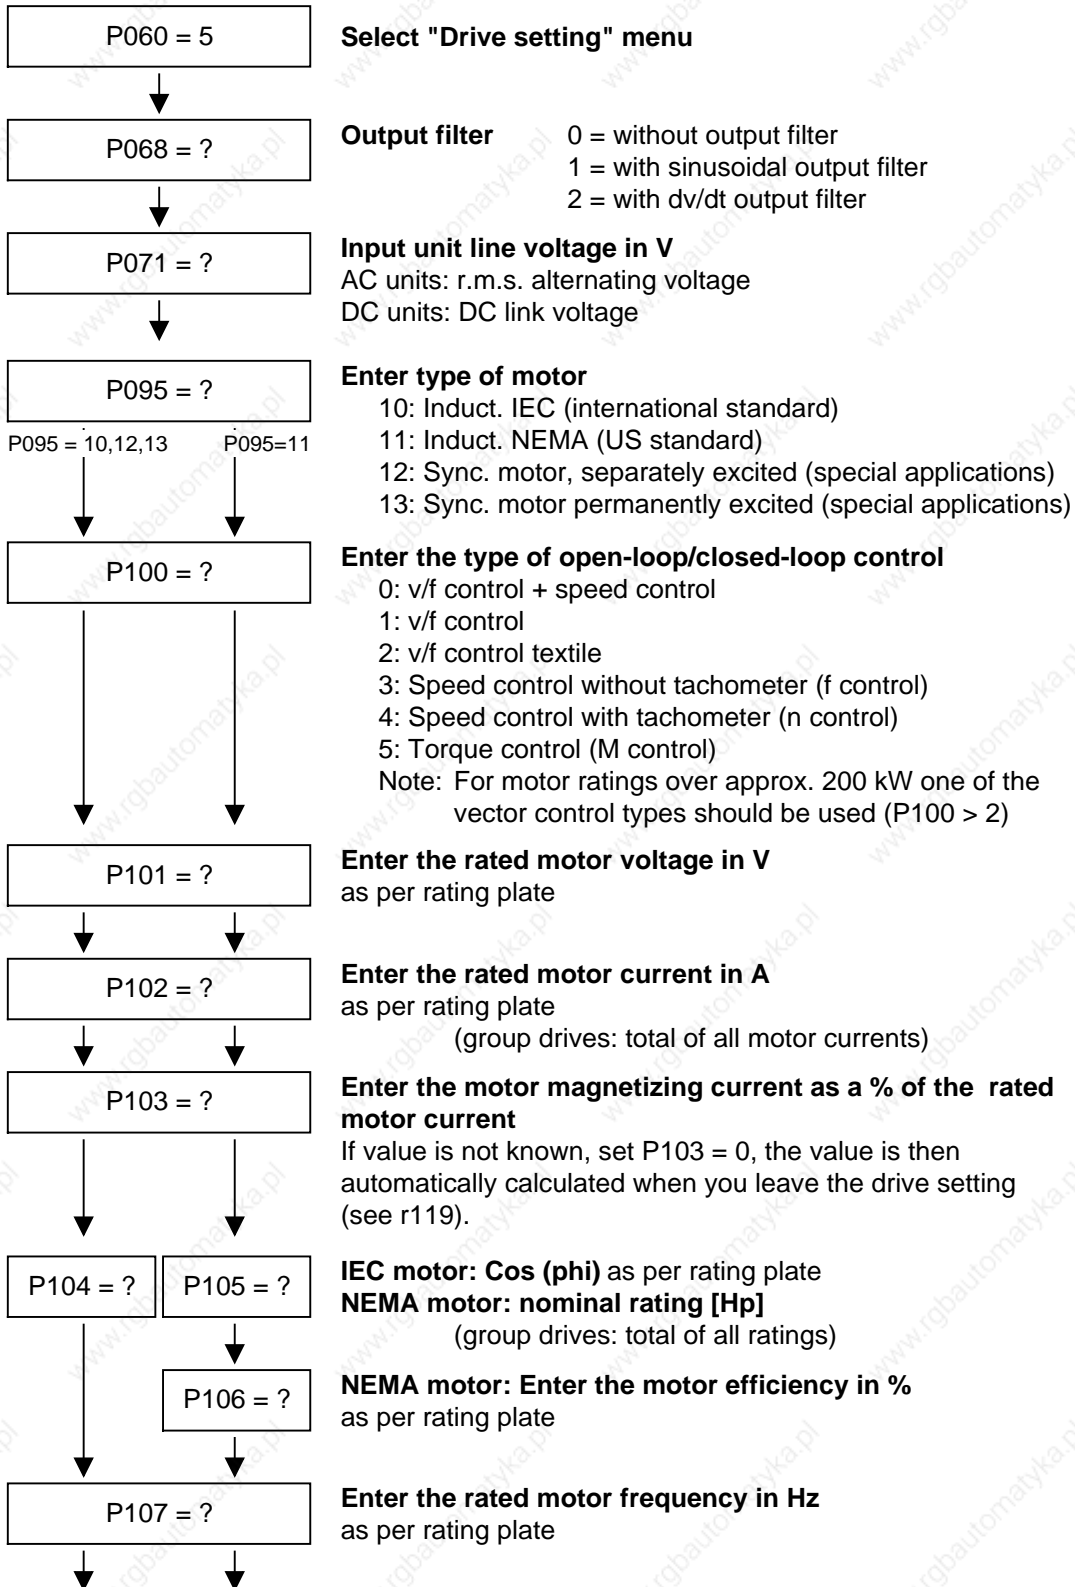 P060 = 5
Select "Drive setting" menu
P068 = ?
Output filter 0 = without output filter
1 = with sinusoidal output filter
2 = with dv/dt output filter
P071 = ?
Input unit line voltage in V
AC units: r.m.s. alternating voltage
DC units: DC link voltage
P095 = ?
Enter type of motor
10: Induct. IEC (international standard)
11: Induct. NEMA (US standard)
12: Sync. motor, separately excited (special applications)
13: Sync. motor permanently excited (special applications)
P095 = 10,12,13 P095=11
P100 = ?
Enter the type of open-loop/closed-loop control
0: v/f control + speed control
1: v/f control
2: v/f control textile
3: Speed control without tachometer (f control)
4: Speed control with tachometer (n control)
5: Torque control (M control)
Note: For motor ratings over approx. 200 kW one of the
vector control types should be used (P100 > 2)
P101 = ?
Enter the rated motor voltage in V
as per rating plate
P102 = ?
Enter the rated motor current in A
as per rating plate
(group drives: total of all motor currents)
P103 = ?
Enter the motor magnetizing current as a % of the rated
motor current
If value is not known, set P103 = 0, the value is then
automatically calculated when you leave the drive setting
(see r119).
P104 = ? P105 = ?
IEC motor: Cos (phi) as per rating plate
NEMA motor: nominal rating [Hp]
(group drives: total of all ratings)
P106 = ?
NEMA motor: Enter the motor efficiency in %
as per rating plate
P107 = ?
Enter the rated motor frequency in Hz
as per rating plate
www.rgbautomatyka.pl